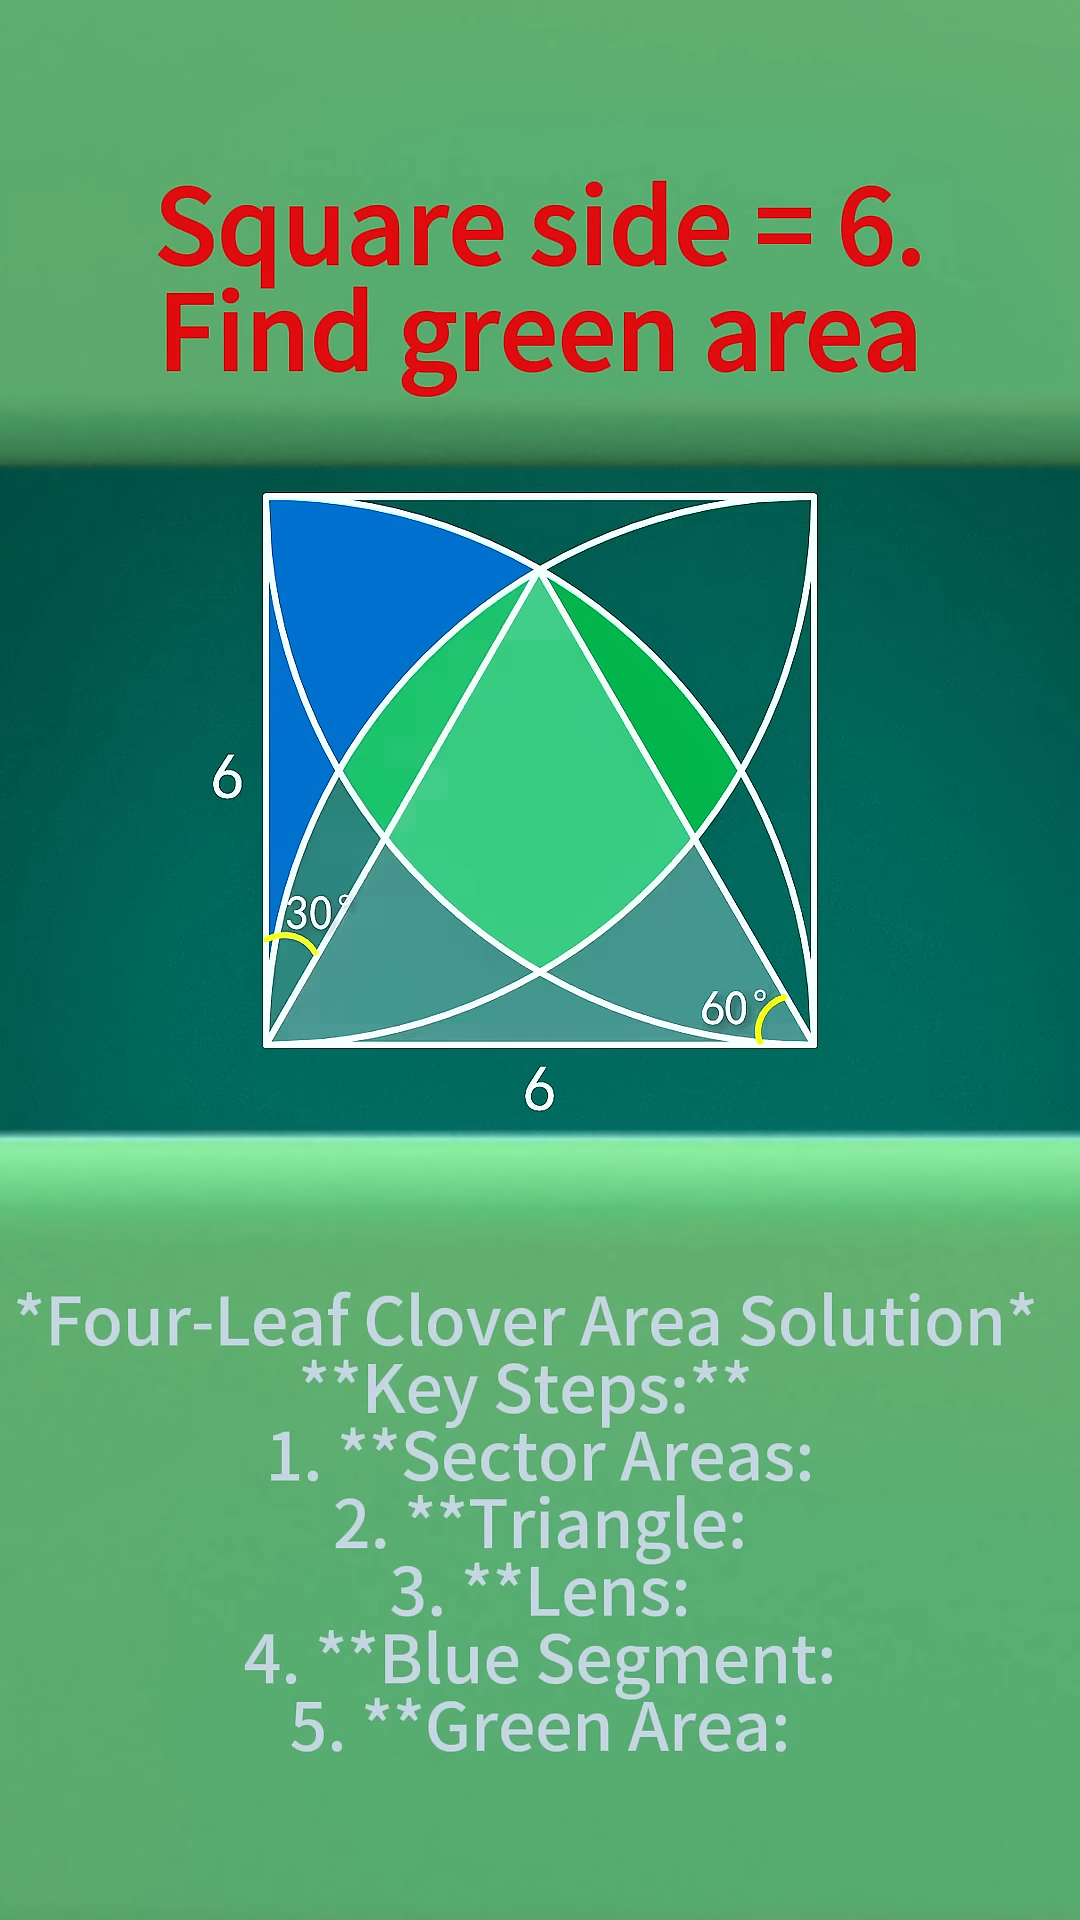 Square side = 6.
Find green area
6
30°
60°
6
*Four-Leaf Clover Area Solution*
**Key Steps:**
1. **Sector Areas:
2. **Triangle:
3. **Lens:
4. **Blue Segment:
5. **Green Area: